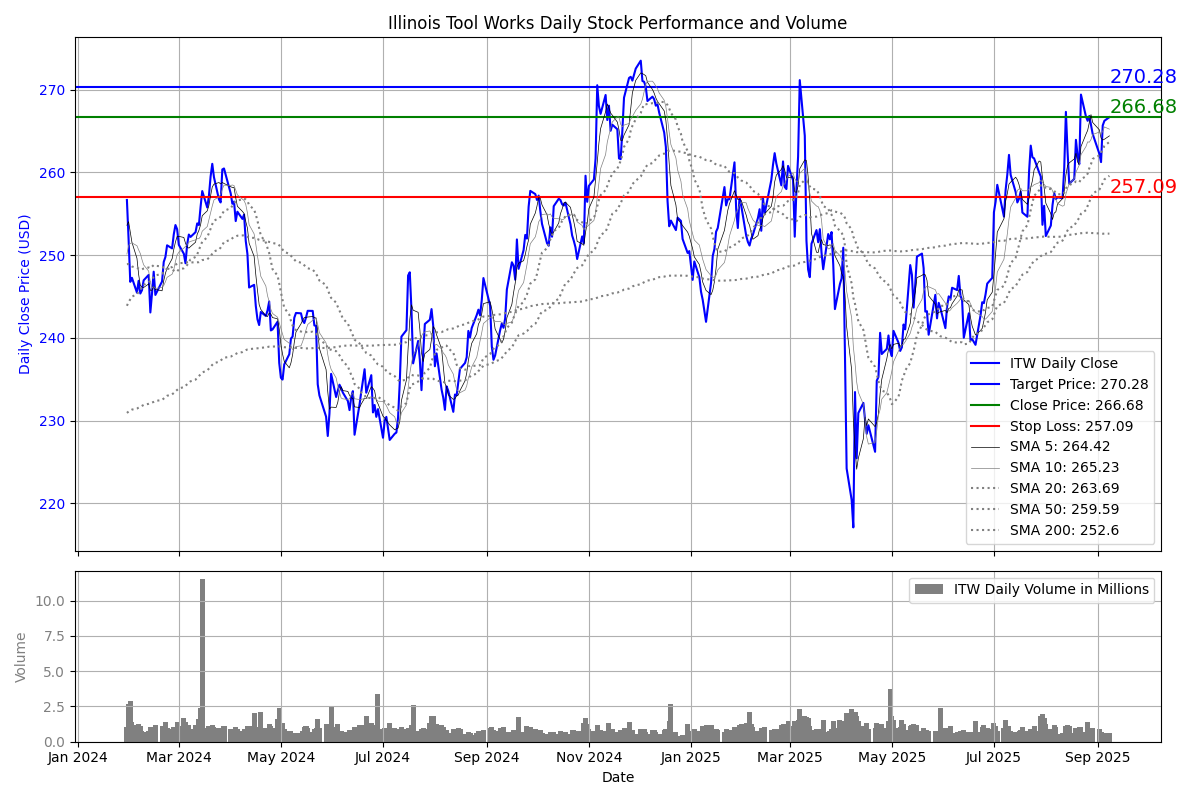 Illinois Tool Works Daily Stock Performance and Volume
270.28
266.68
257.09
Daily Close Price (USD)
270
260
250
240
230
220
ITW Daily Close
Target Price: 270.28
Close Price: 266.68
Stop Loss: 257.09
SMA 5: 264.42
SMA 10: 265.23
SMA 20: 263.69
SMA 50: 259.59
SMA 200: 252.6
Volume
10.0
7.5
5.0
2.5
0.0
ITW Daily Volume in Millions
Jan 2024 Mar 2024 May 2024 Jul 2024 Sep 2024 Nov 2024 Jan 2025 Mar 2025 May 2025 Jul 2025 Sep 2025
Date